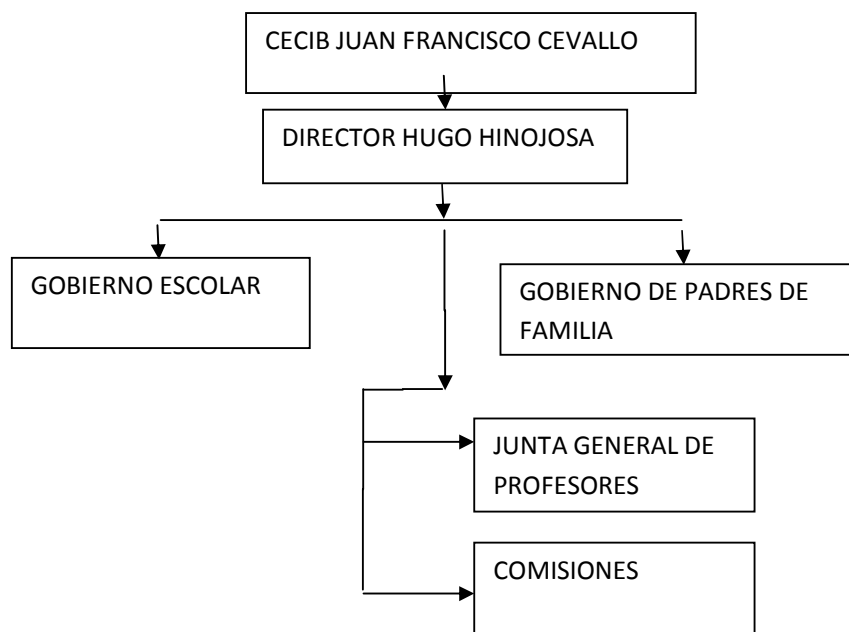 CECIB JUAN FRANCISCO CEVALLO
DIRECTOR HUGO HINOJOSA
GOBIERNO ESCOLAR
GOBIERNO DE PADRES DE
FAMILIA
JUNTA GENERAL DE
PROFESORES
COMISIONES